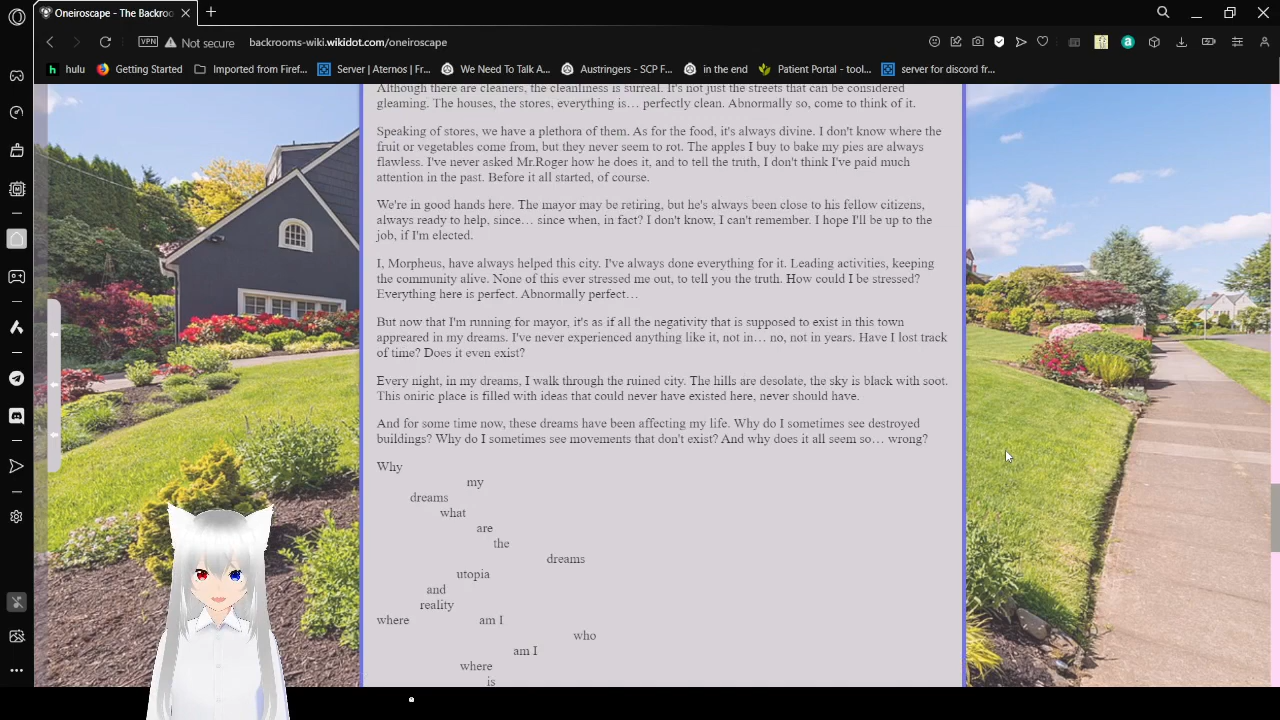 Oneiroscape - The Backroo
VPN Not secure backrooms-wiki.wikidot.com/oneiroscape
hulu Getting Started Imported from Firef... Server | Aternos | Fr... We Need To Talk A... Austringers - SCP F... in the end Patient Portal - tool... server for discord fr...
Although there are cleaners, the cleanliness is surreal. It's not just the streets that can be considered
gleaming. The houses, the stores, everything is… perfectly clean. Abnormally so, come to think of it.
Speaking of stores, we have a plethora of them. As for the food, it's always divine. I don't know where the
fruit or vegetables come from, but they never seem to rot. The apples I buy to bake my pies are always
flawless. I've never asked Mr.Roger how he does it, and to tell the truth, I don't think I've paid much
attention in the past. Before it all started, of course.
We're in good hands here. The mayor may be retiring, but he's always been close to his fellow citizens,
always ready to help, since… since when, in fact? I don't know, I can't remember. I hope I'll be up to the
job, if I'm elected.
I, Morpheus, have always helped this city. I've always done everything for it. Leading activities, keeping
the community alive. None of this ever stressed me out, to tell you the truth. How could I be stressed?
Everything here is perfect. Abnormally perfect…
But now that I'm running for mayor, it's as if all the negativity that is supposed to exist in this town
appreared in my dreams. I've never experienced anything like it, not in… no, not in years. Have I lost track
of time? Does it even exist?
Every night, in my dreams, I walk through the ruined city. The hills are desolate, the sky is black with soot.
This oniric place is filled with ideas that could never have existed here, never should have.
And for some time now, these dreams have been affecting my life. Why do I sometimes see destroyed
buildings? Why do I sometimes see movements that don't exist? And why does it all seem so… wrong?
Why
my
dreams
what
are
the
dreams
utopia
and
reality
where am I
who
am I
where
is